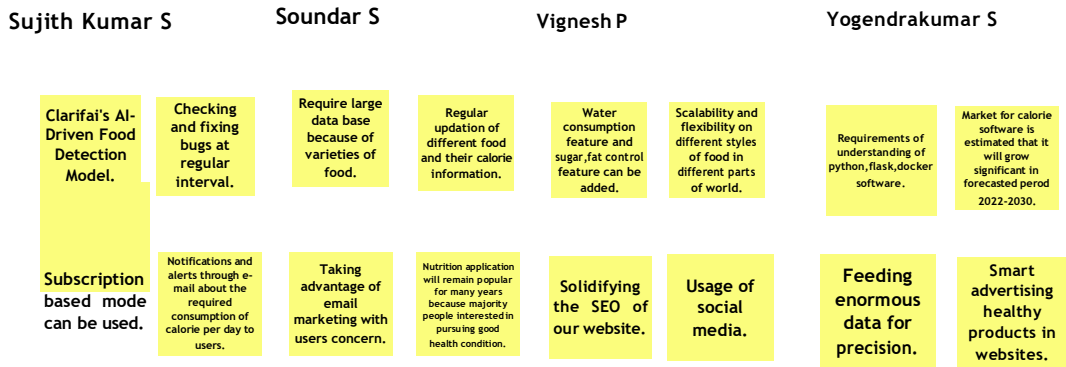 Sujith Kumar S
Soundar S
Vignesh P
Yogendrakumar S
Clarifai's AI-
Driven Food
Detection
Model.
Checking
and fixing
bugs at
regular
interval.
Require large
data base
because of
varieties of
food.
Regular
updation of
different food
and their calorie
information.
Water
consumption
feature and
sugar,fat control
feature can be
added.
Scalability and
flexibility on
different styles
of food in
different parts
of world.
Requirements of
understanding of
python,flask,docker
software.
Market for calorie
software is
estimated that it
will grow
significant in
forecasted perod
2022-2030.
Subscription
based mode
can be used.
Notifications and
alerts through e-
mail about the
required
consumption of
calorie per day to
users.
Taking
advantage of
email
marketing with
users concern.
Nutrition application
will remain popular
for many years
because majority
people interested in
pursuing good
health condition.
Solidifying
the SEO of
our website.
Usage of
social
media.
Feeding
enormous
data for
precision.
Smart
advertising
healthy
products in
websites.